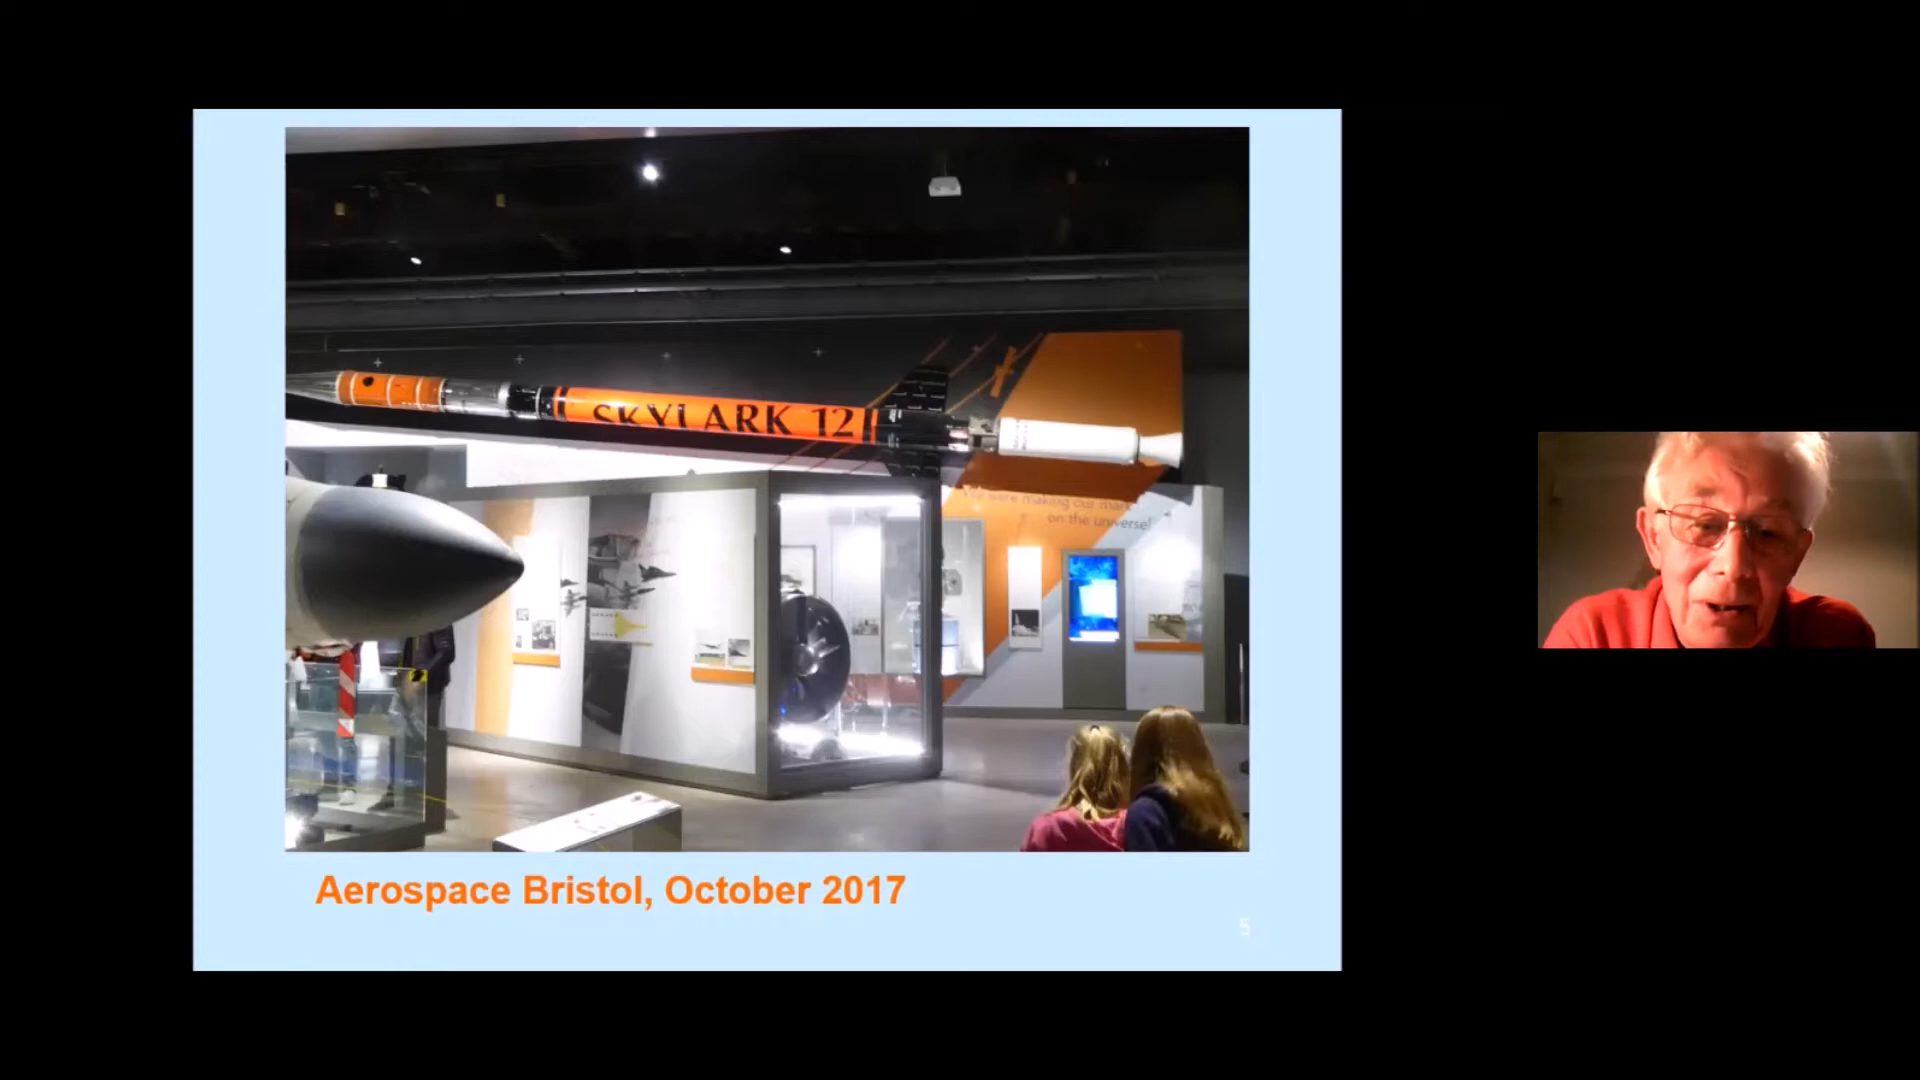 SKYLARK 12
We were making our mark
on the universe!
Aerospace Bristol, October 2017
5